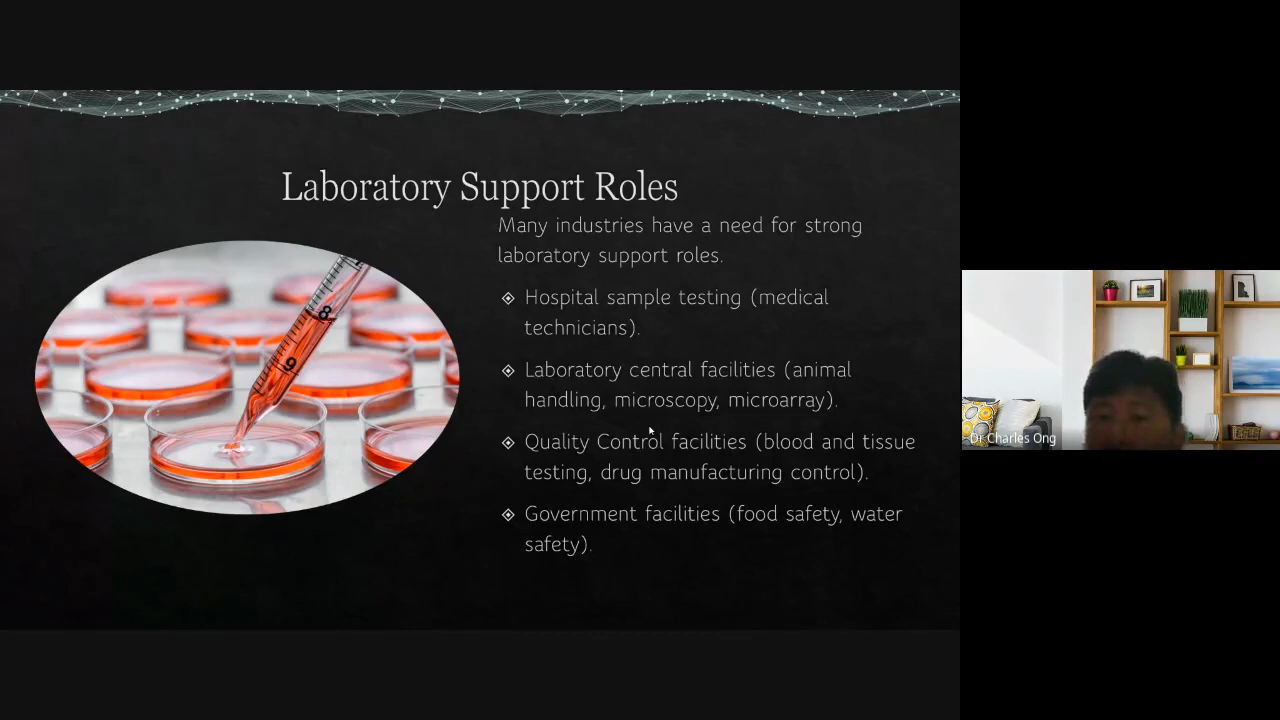 Laboratory Support Roles
Many industries have a need for strong
laboratory support roles.
Hospital sample testing (medical
technicians).
Laboratory central facilities (animal
handling, microscopy, microarray).
Quality Control facilities (blood and tissue
testing, drug manufacturing control).
Government facilities (food safety, water
safety).
8
9
Dr Charles Ong